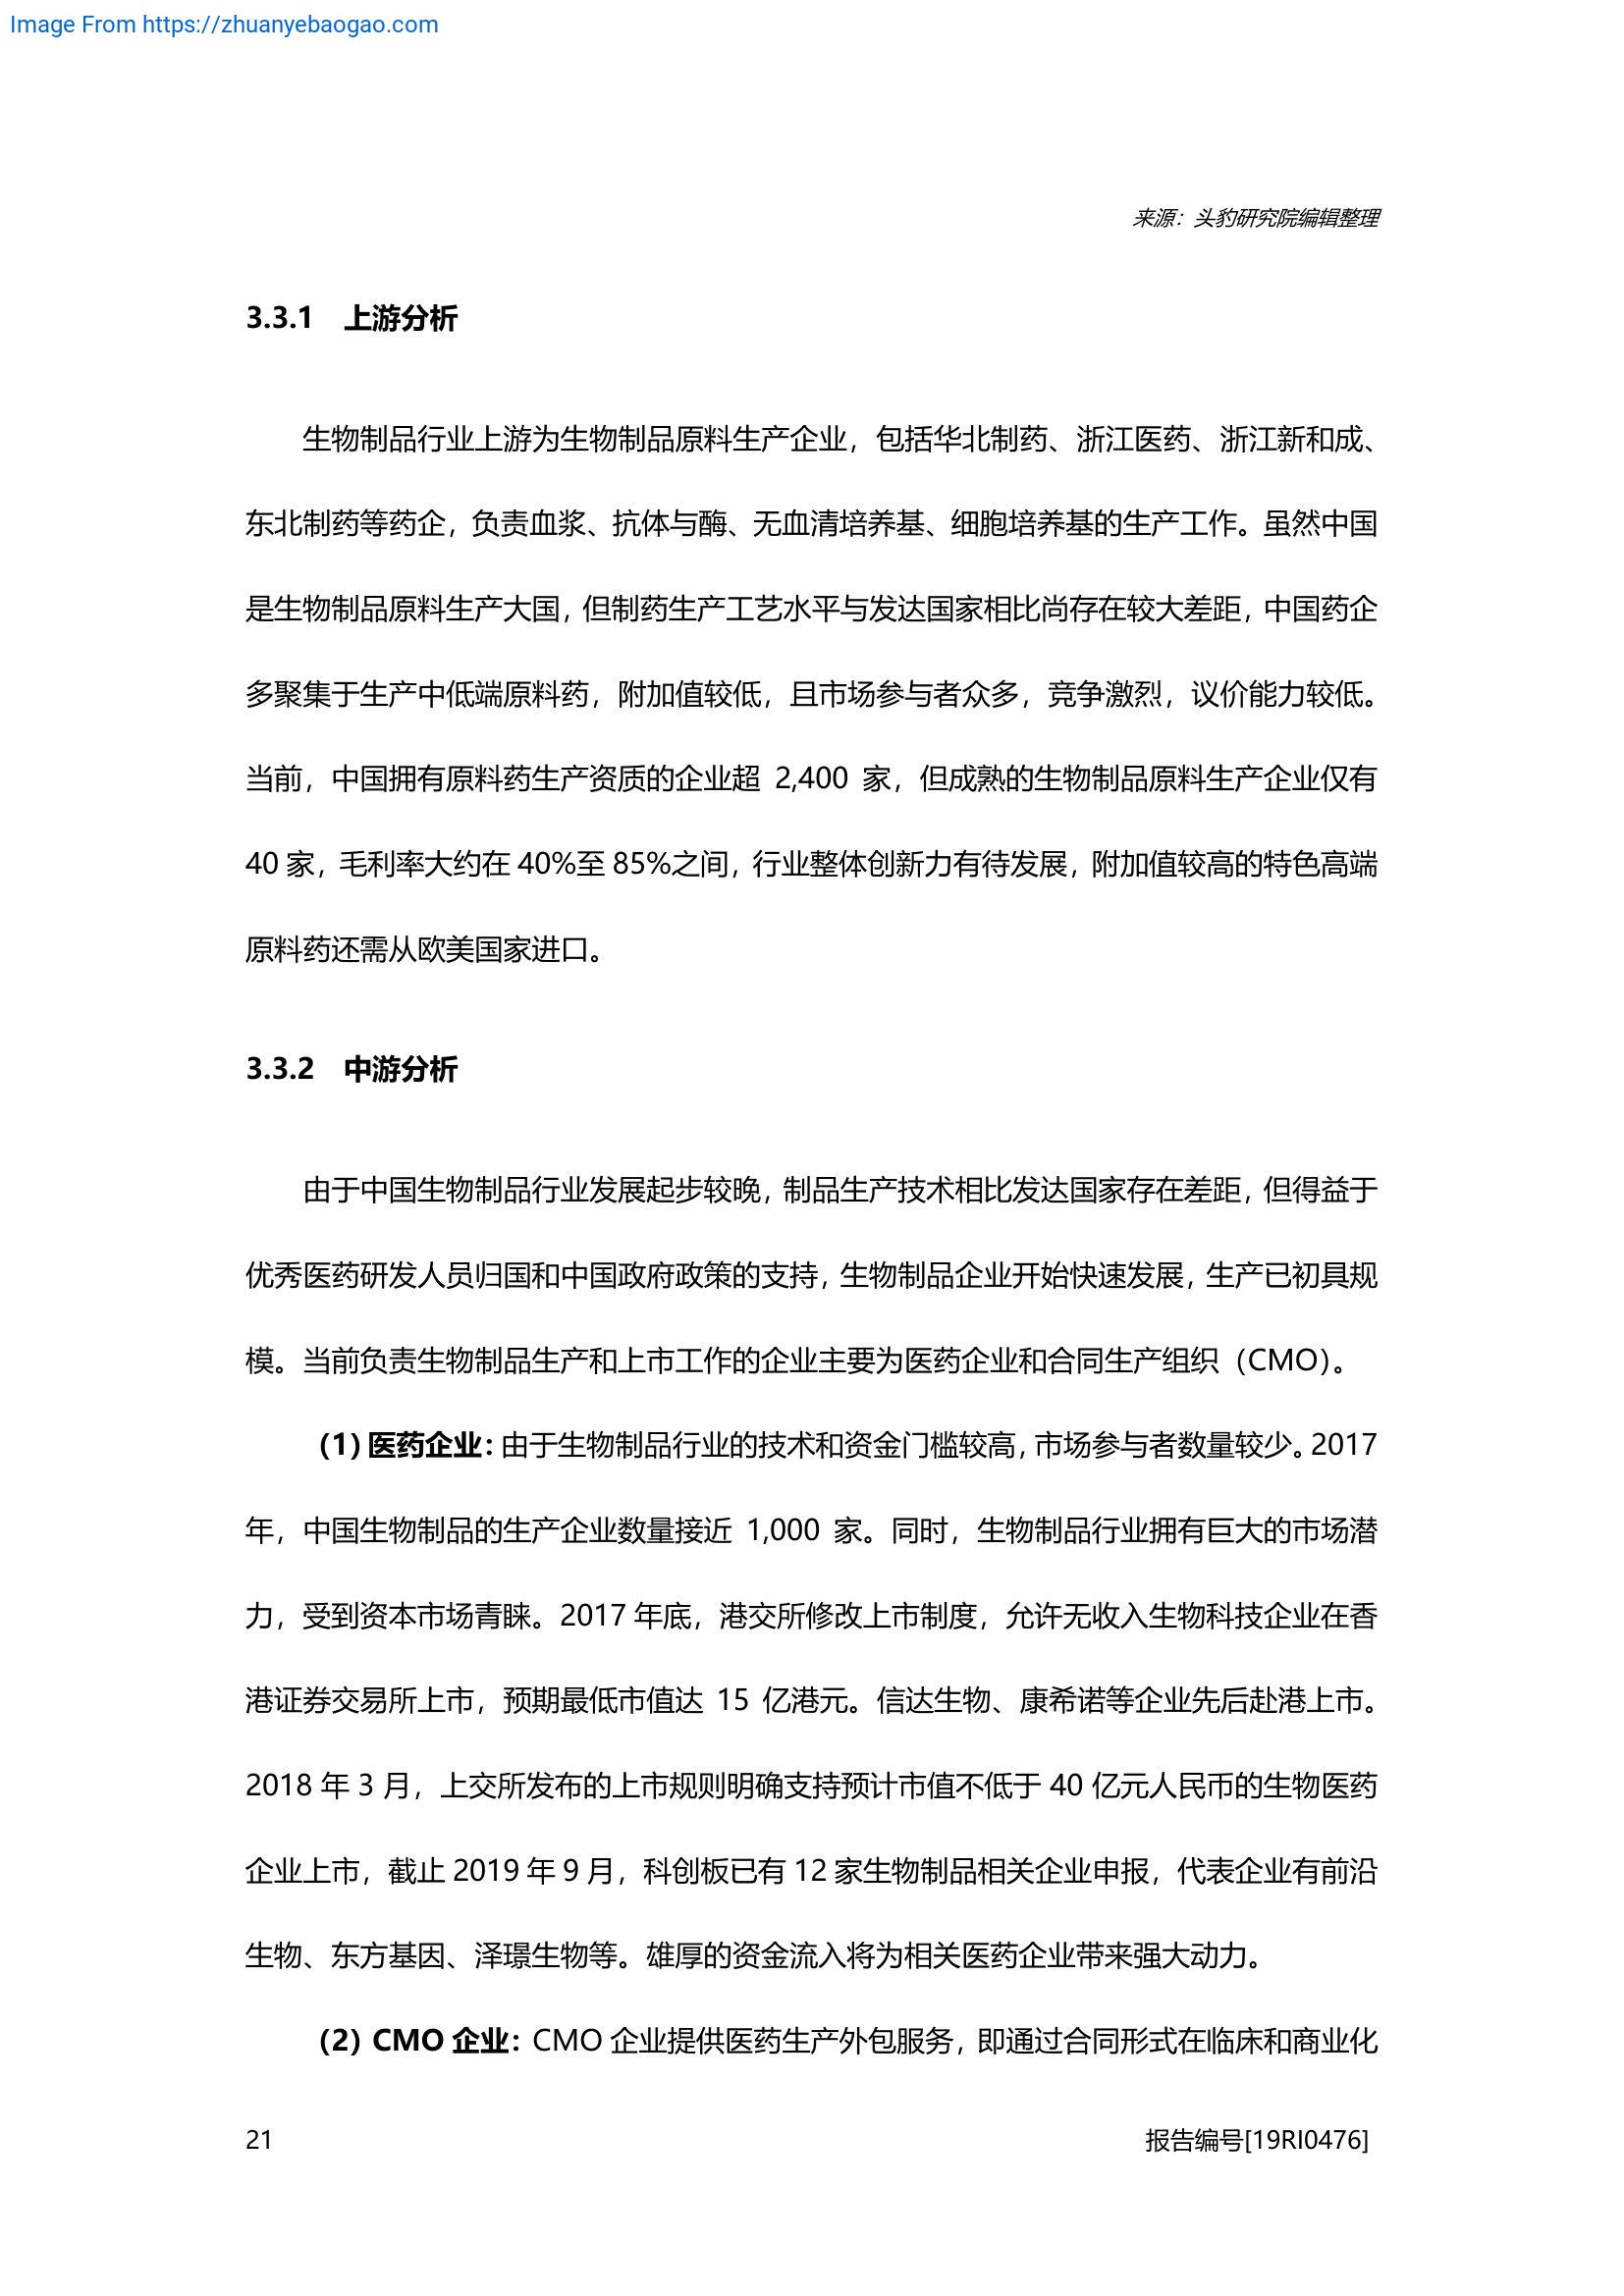 Image From https://zhuanyebaogao.com
来源：头豹研究院编辑整理
3.3.1 上游分析
生物制品行业上游为生物制品原料生产企业，包括华北制药、浙江医药、浙江新和成、
东北制药等药企，负责血浆、抗体与酶、无血清培养基、细胞培养基的生产工作。虽然中国
是生物制品原料生产大国，但制药生产工艺水平与发达国家相比尚存在较大差距，中国药企
多聚集于生产中低端原料药，附加值较低，且市场参与者众多，竞争激烈，议价能力较低。
当前，中国拥有原料药生产资质的企业超 2,400 家，但成熟的生物制品原料生产企业仅有
40 家，毛利率大约在 40%至 85%之间，行业整体创新力有待发展，附加值较高的特色高端
原料药还需从欧美国家进口。
3.3.2 中游分析
由于中国生物制品行业发展起步较晚，制品生产技术相比发达国家存在差距，但得益于
优秀医药研发人员归国和中国政府政策的支持，生物制品企业开始快速发展，生产已初具规
模。当前负责生物制品生产和上市工作的企业主要为医药企业和合同生产组织（CMO）。
（1）医药企业：由于生物制品行业的技术和资金门槛较高，市场参与者数量较少。2017
年，中国生物制品的生产企业数量接近 1,000 家。同时，生物制品行业拥有巨大的市场潜
力，受到资本市场青睐。2017 年底，港交所修改上市制度，允许无收入生物科技企业在香
港证券交易所上市，预期最低市值达 15 亿港元。信达生物、康希诺等企业先后赴港上市。
2018 年 3 月，上交所发布的上市规则明确支持预计市值不低于 40 亿元人民币的生物医药
企业上市，截止 2019 年 9 月，科创板已有 12 家生物制品相关企业申报，代表企业有前沿
生物、东方基因、泽璟生物等。雄厚的资金流入将为相关医药企业带来强大动力。
（2）CMO 企业：CMO 企业提供医药生产外包服务，即通过合同形式在临床和商业化
21
报告编号[19RI0476]